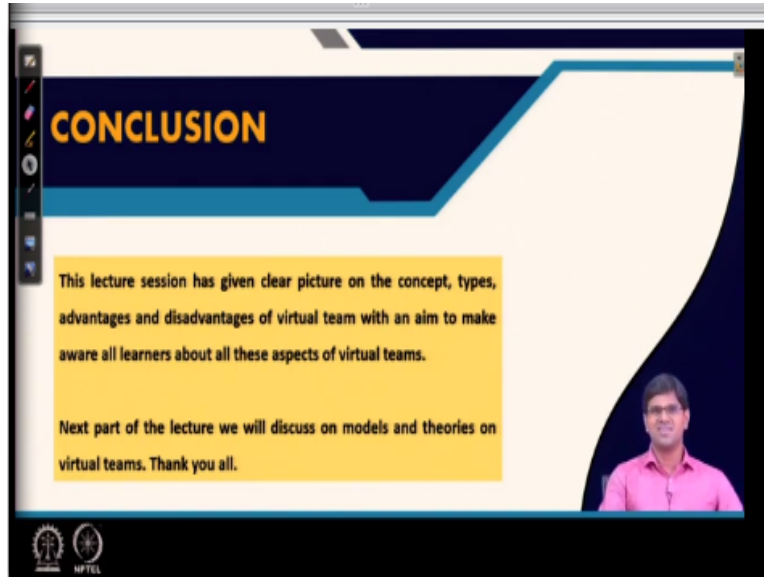 CONCLUSION
This lecture session has given clear picture on the concept, types,
advantages and disadvantages of virtual team with an aim to make
aware all learners about all these aspects of virtual teams.
Next part of the lecture we will discuss on models and theories on
virtual teams. Thank you all.
NPTEL